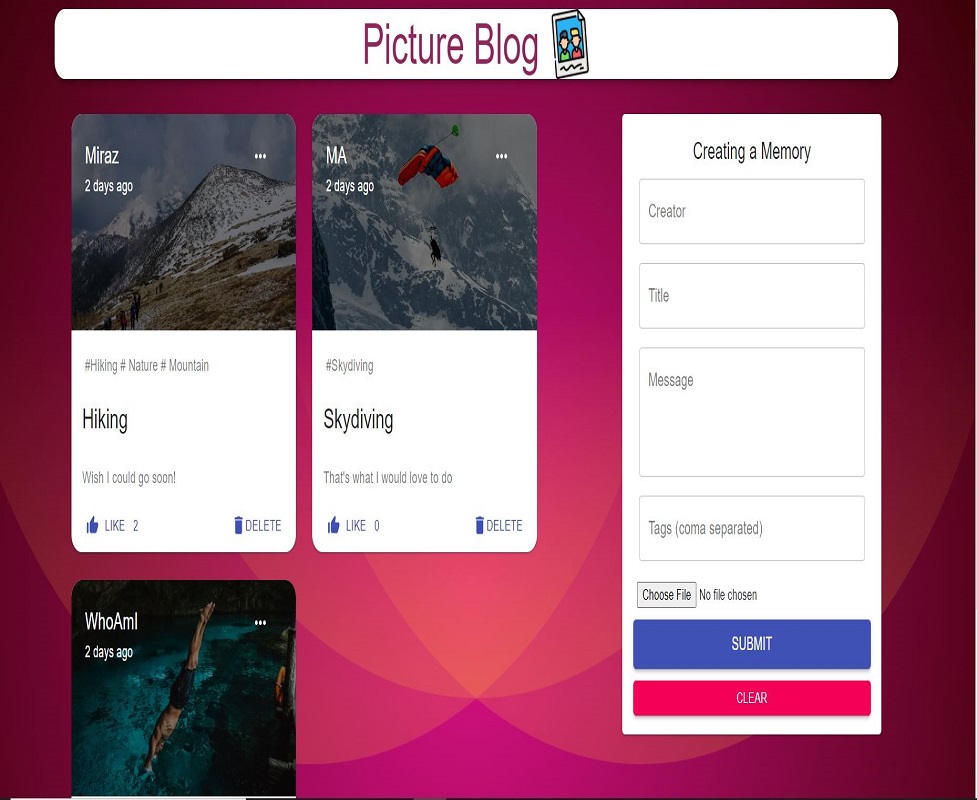 Picture Blog
Miraz
2 days ago
#Hiking # Nature # Mountain
Hiking
Wish I could go soon!
LIKE 2
DELETE
MA
2 days ago
#Skydiving
Skydiving
That's what I would love to do
LIKE 0
DELETE
WhoAmI
2 days ago
Creating a Memory
Creator
Title
Message
Tags (coma separated)
Choose File No file chosen
SUBMIT
CLEAR